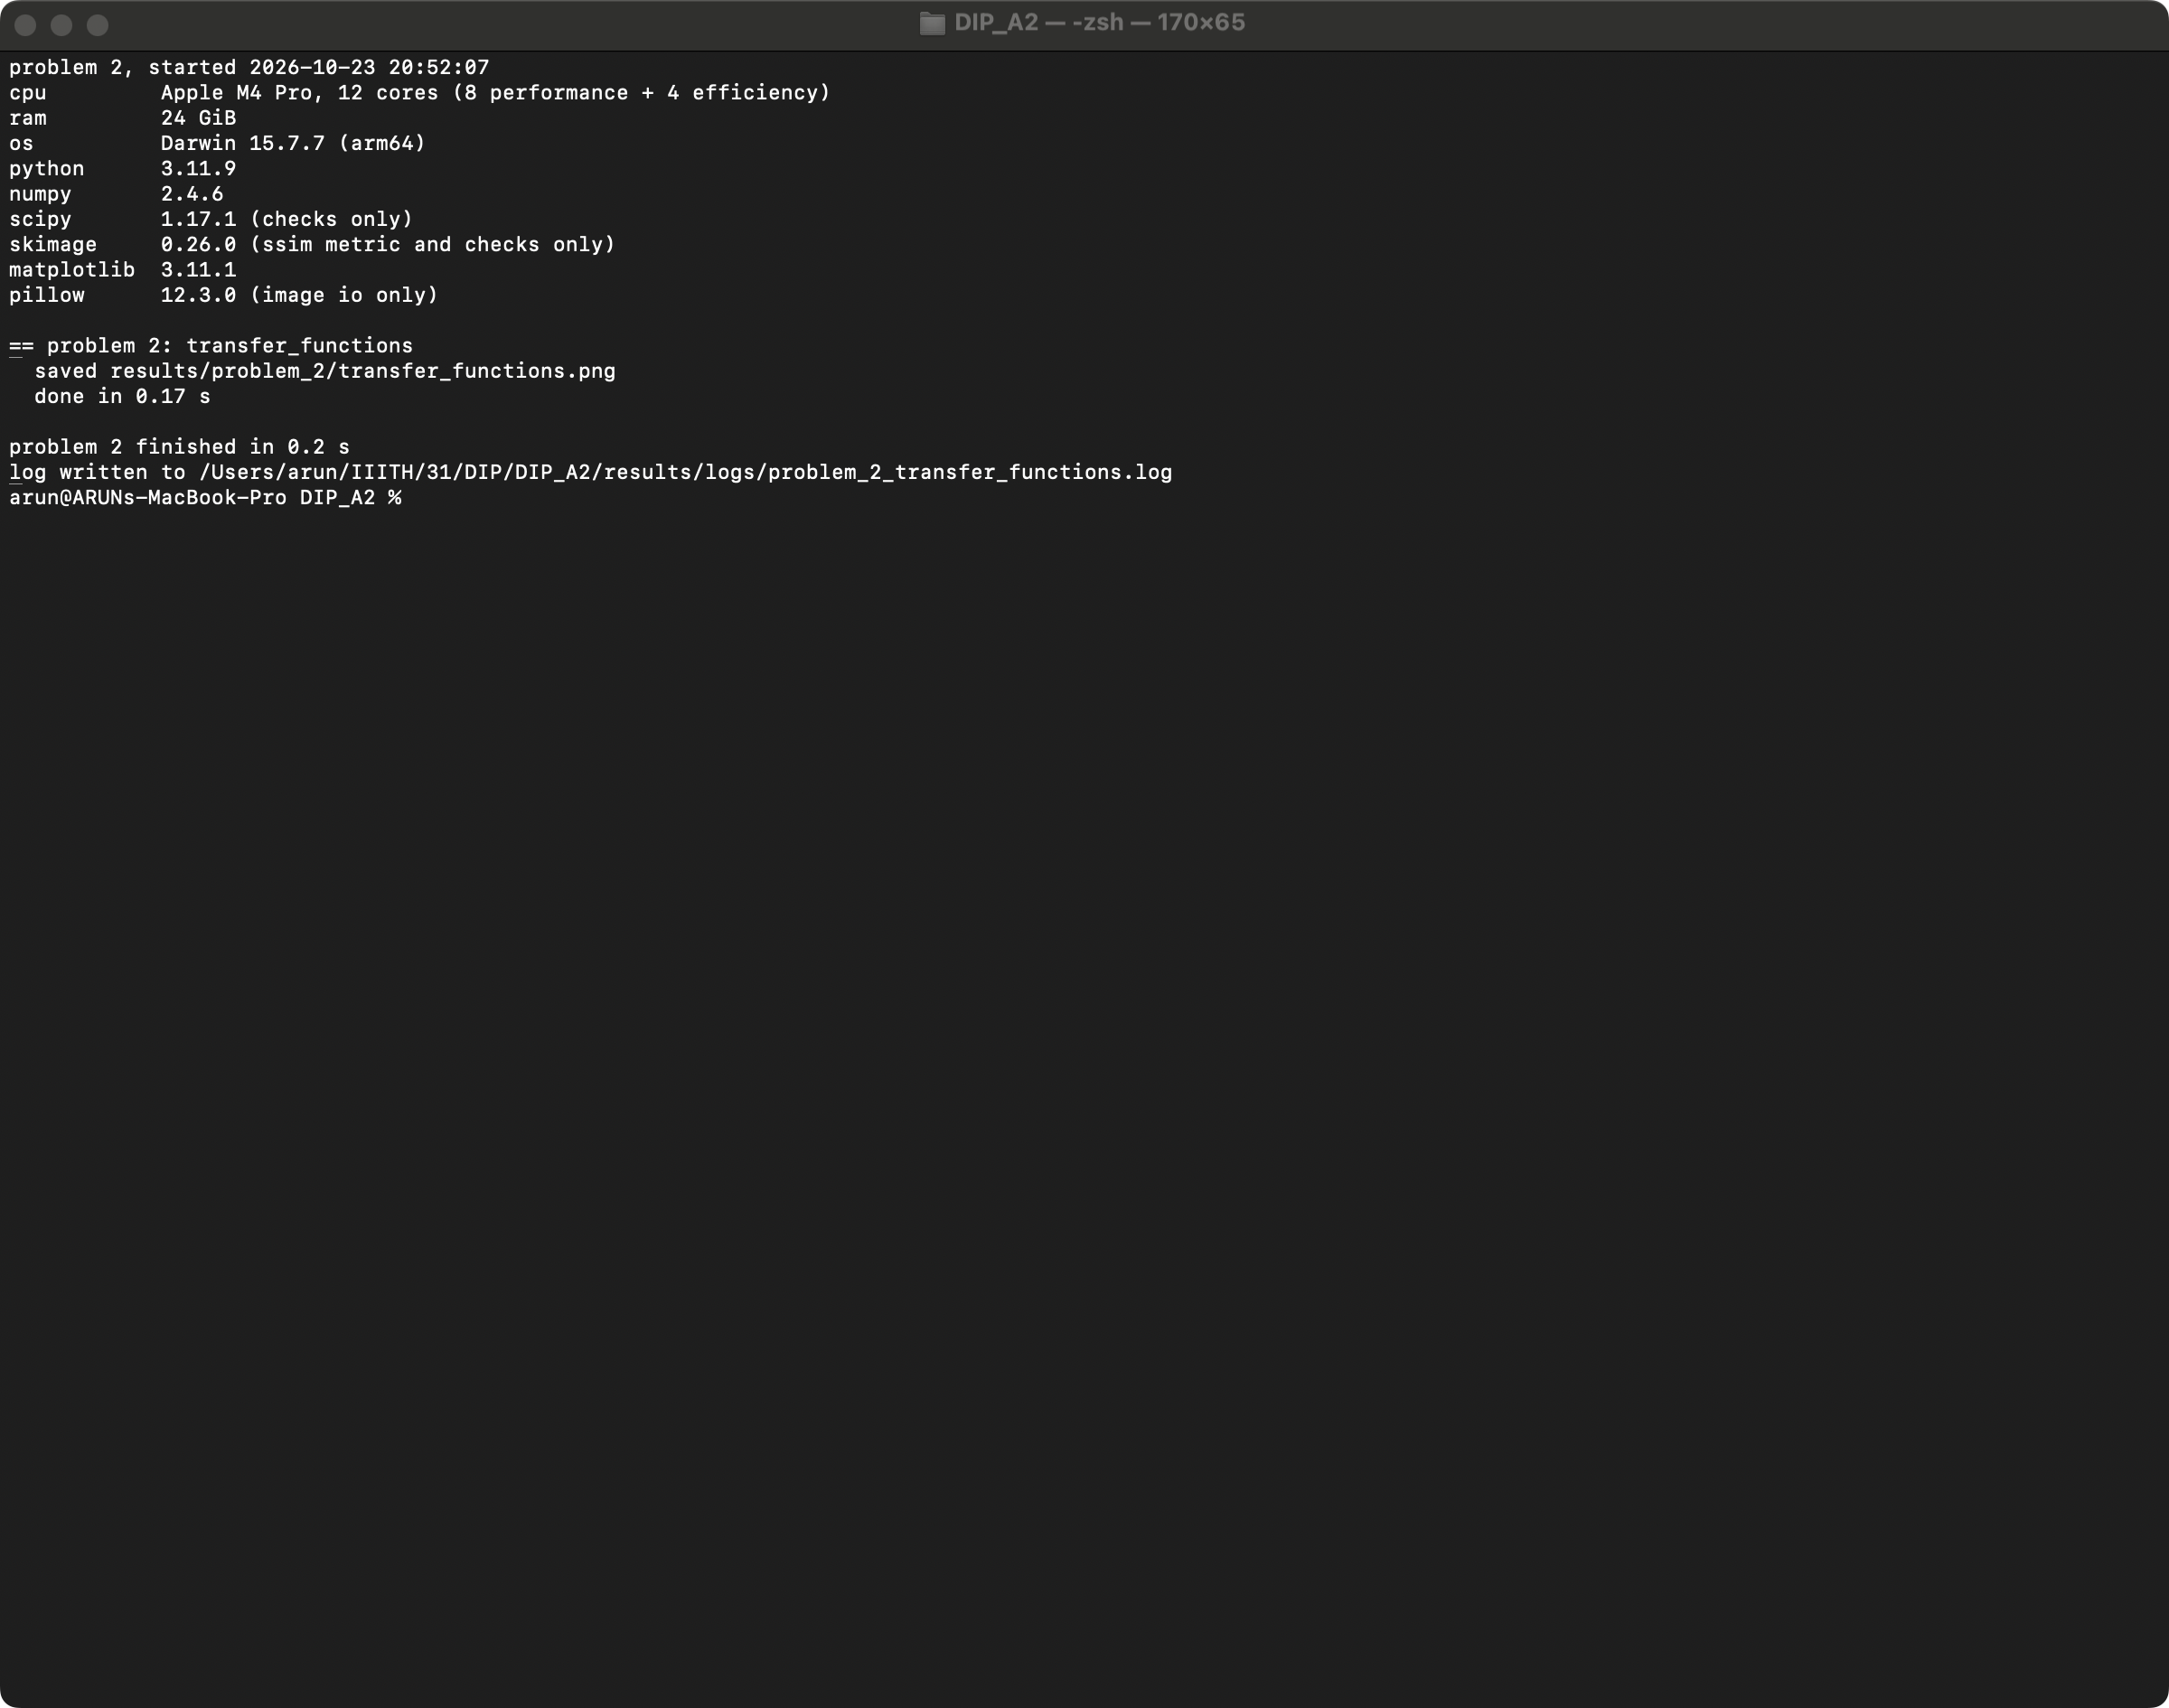 DIP_A2 — -zsh — 170×65
problem 2, started 2026-10-23 20:52:07
cpu         Apple M4 Pro, 12 cores (8 performance + 4 efficiency)
ram         24 GiB
os          Darwin 15.7.7 (arm64)
python      3.11.9
numpy       2.4.6
scipy       1.17.1 (checks only)
skimage     0.26.0 (ssim metric and checks only)
matplotlib  3.11.1
pillow      12.3.0 (image io only)
== problem 2: transfer_functions
  saved results/problem_2/transfer_functions.png
  done in 0.17 s
problem 2 finished in 0.2 s
log written to /Users/arun/IIITH/31/DIP/DIP_A2/results/logs/problem_2_transfer_functions.log
arun@ARUNs-MacBook-Pro DIP_A2 %